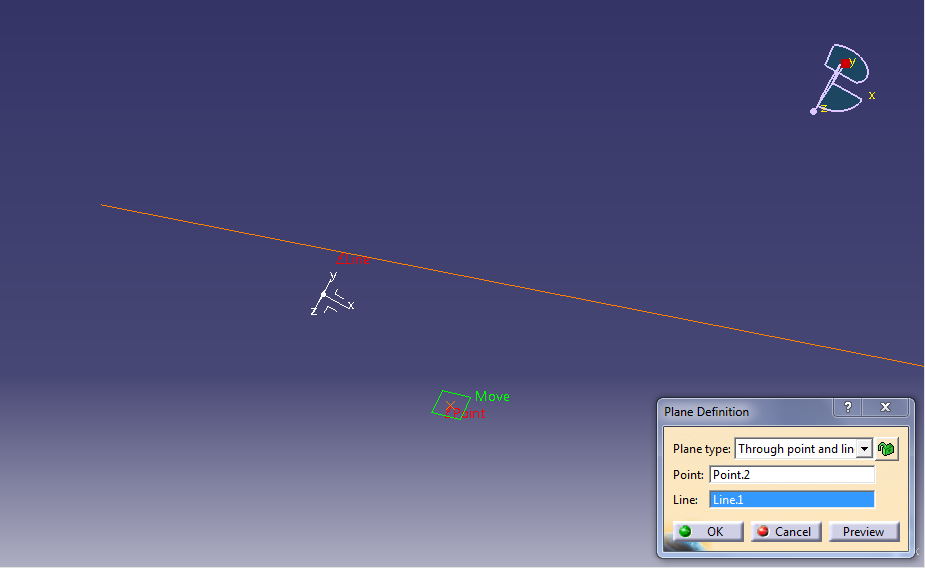 y
x
z
Line
y
x
z
Move
Point
Plane Definition
?
X
Plane type: Through point and lin
Point: Point.2
Line: Line.1
OK Cancel Preview